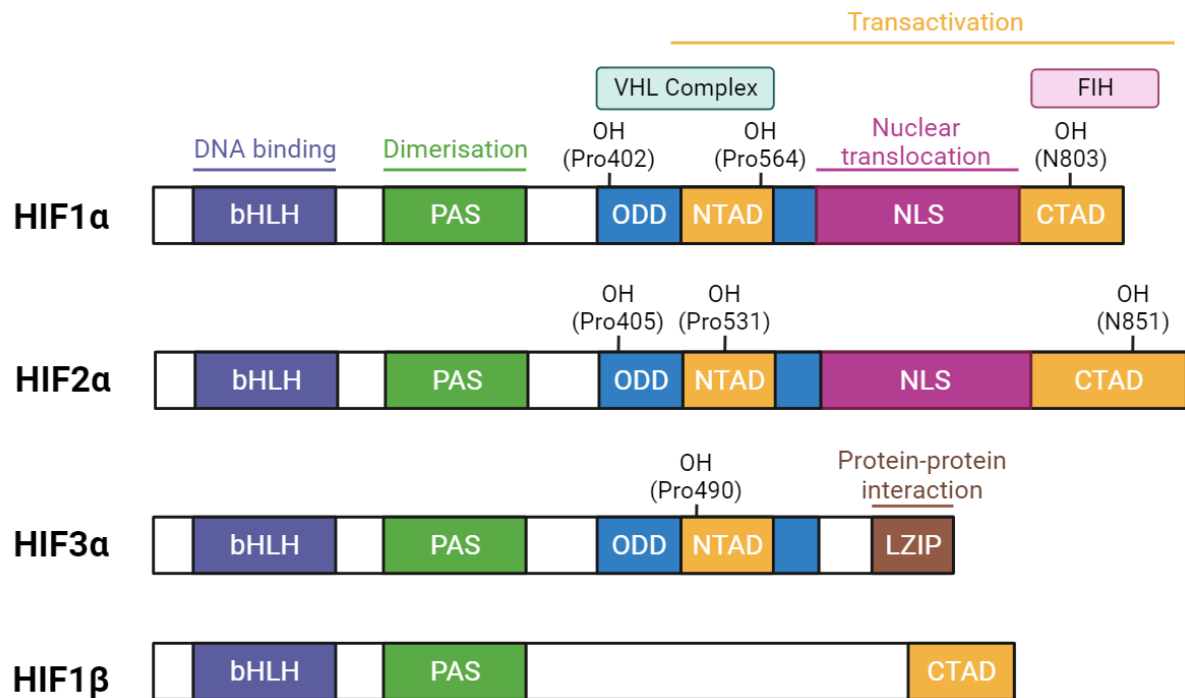 Transactivation
VHL Complex
FIH
DNA binding
Dimerisation
OH
(Pro402)
OH
(Pro564)
Nuclear
translocation
OH
(N803)
HIF1α
bHLH
PAS
ODD
NTAD
NLS
CTAD
OH
(Pro405)
OH
(Pro531)
OH
(N851)
HIF2α
bHLH
PAS
ODD
NTAD
NLS
CTAD
OH
(Pro490)
Protein-protein
interaction
HIF3α
bHLH
PAS
ODD
NTAD
LZIP
HIF1β
bHLH
PAS
CTAD